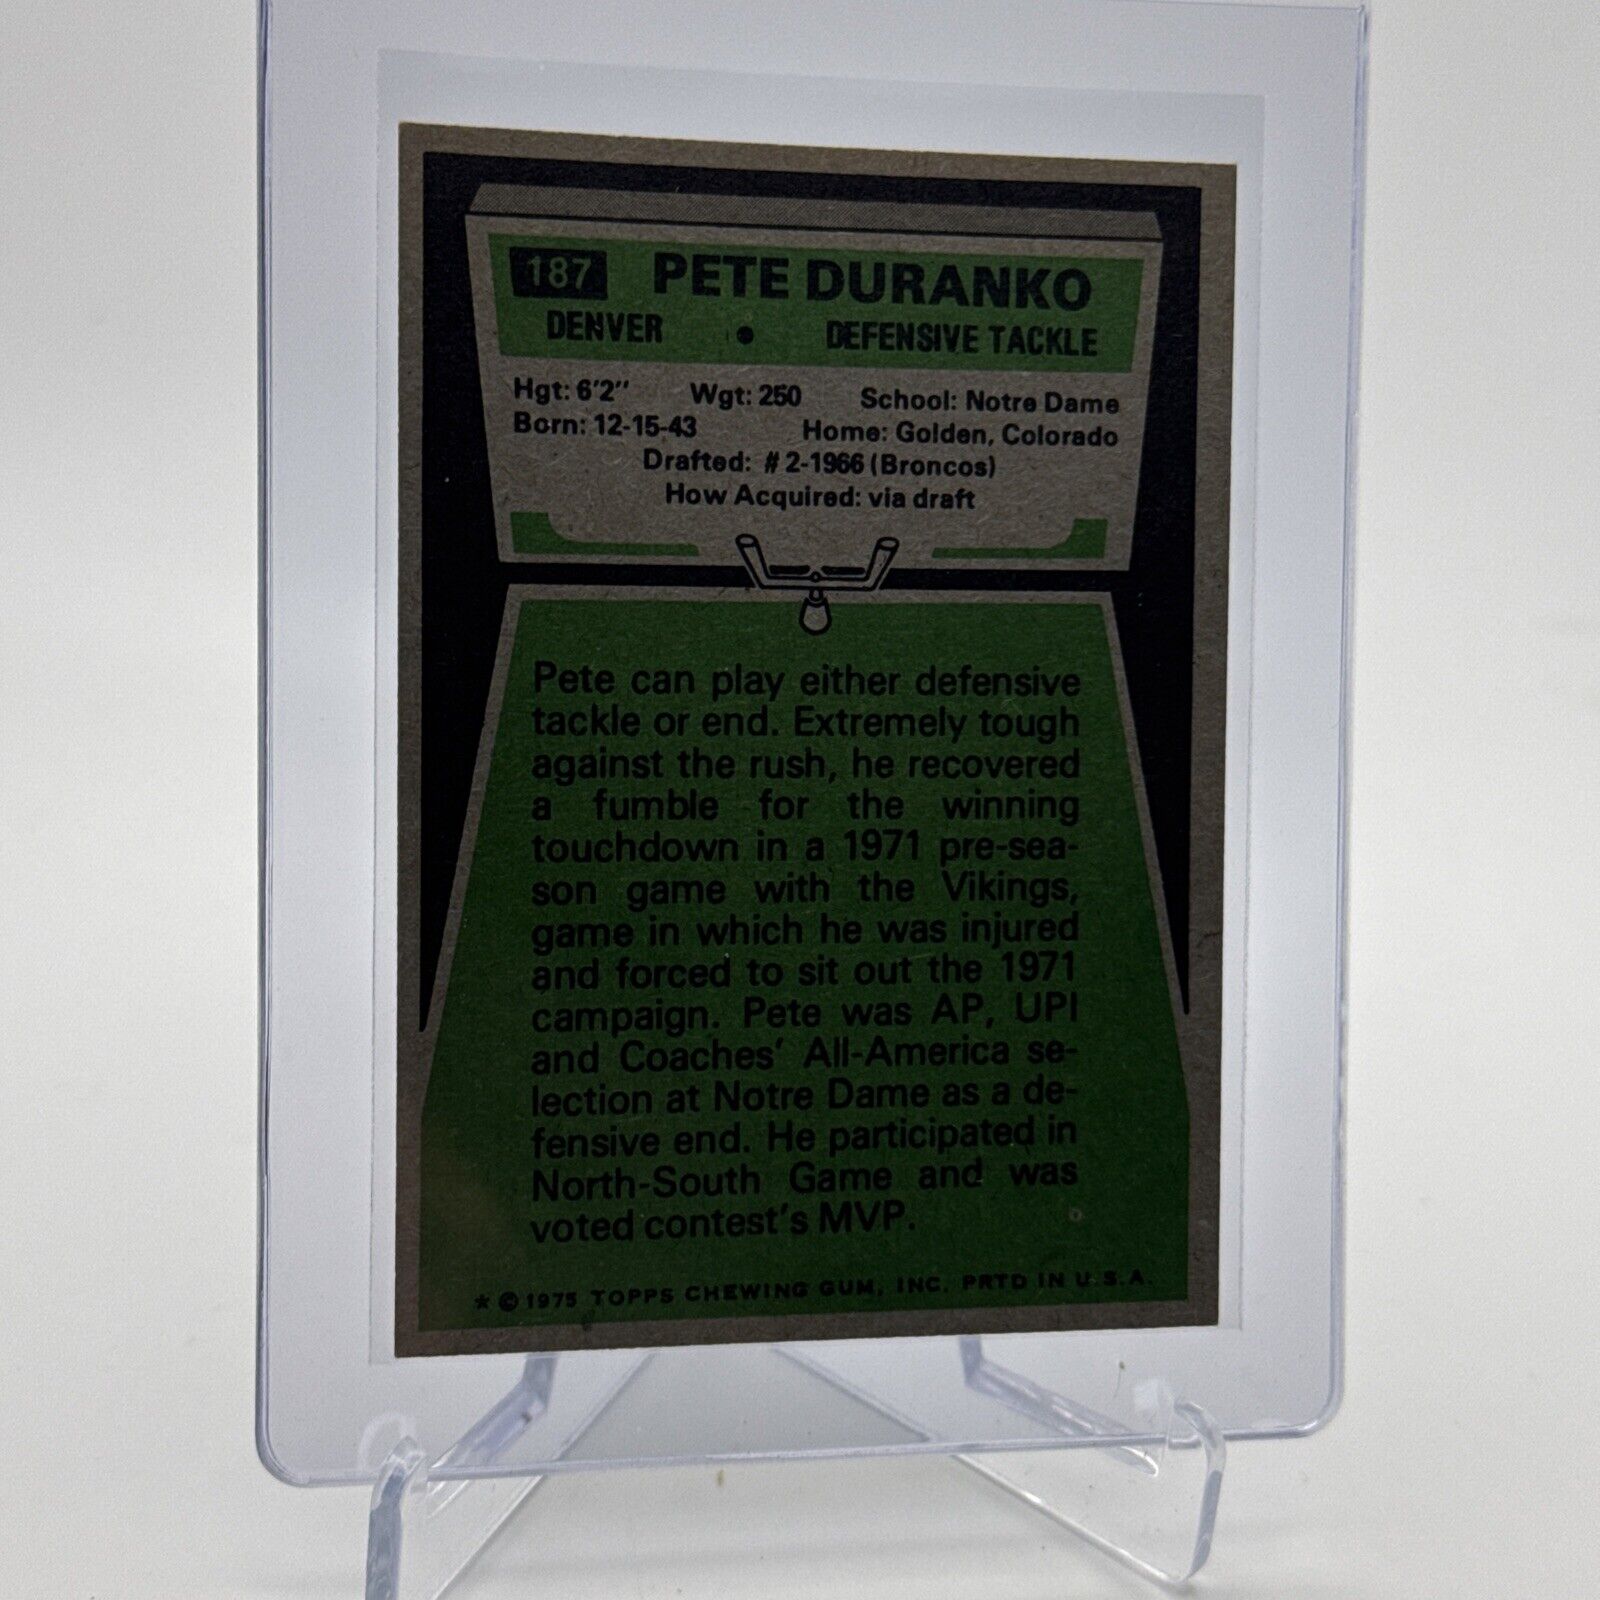 187 PETE DURANKO
DENVER • DEFENSIVE TACKLE
Hgt: 6'2" Wgt: 250 School: Notre Dame
Born: 12-15-43 Home: Golden, Colorado
Drafted: #2-1966 (Broncos)
How Acquired: via draft
Pete can play either defensive
tackle or end. Extremely tough
against the rush, he recovered
a fumble for the winning
touchdown in a 1971 pre-sea-
son game with the Vikings,
game in which he was injured
and forced to sit out the 1971
campaign. Pete was AP, UPI
and Coaches' All-America se-
lection at Notre Dame as a de-
fensive end. He participated in
North-South Game and was
voted contest's MVP.
* © 1975 TOPPS CHEWING GUM, INC. PRTD IN U.S.A.